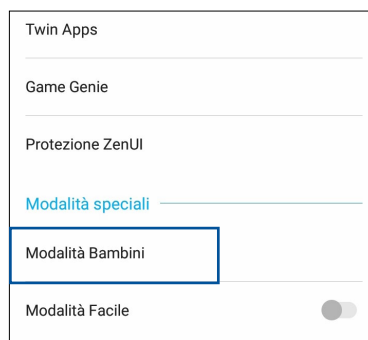 Twin Apps
Game Genie
Protezione ZenUI
Modalità speciali
Modalità Bambini
Modalità Facile